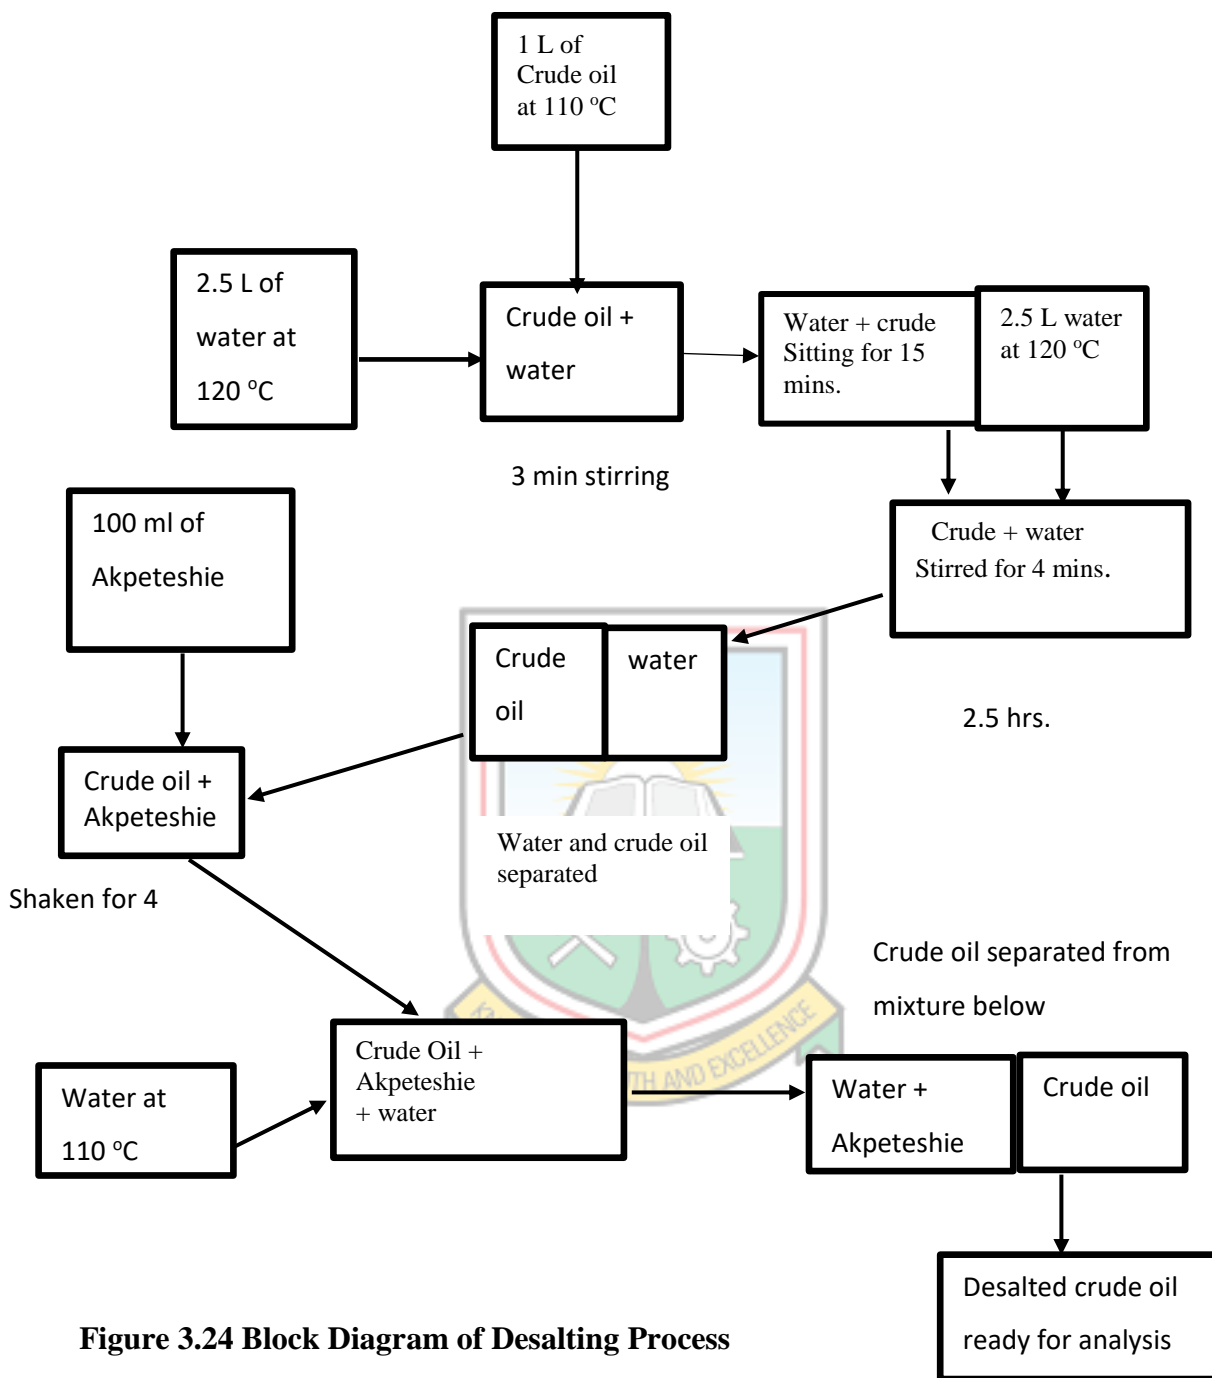 1 L of
Crude oil
at 110 ºC
2.5 L of
water at
120 ºC
Crude oil +
water
Water + crude
Sitting for 15
mins.
2.5 L water
at 120 ºC
3 min stirring
100 ml of
Akpeteshie
Crude + water
Stirred for 4 mins.
Crude
oil
water
2.5 hrs.
Crude oil +
Akpeteshie
Water and crude oil
separated
Shaken for 4
Crude oil separated from
mixture below
Crude Oil +
Akpeteshie
+ water
Water at
110 ºC
TH AND EXCELLENCE
Water +
Akpeteshie
Crude oil
Desalted crude oil
ready for analysis
Figure 3.24 Block Diagram of Desalting Process